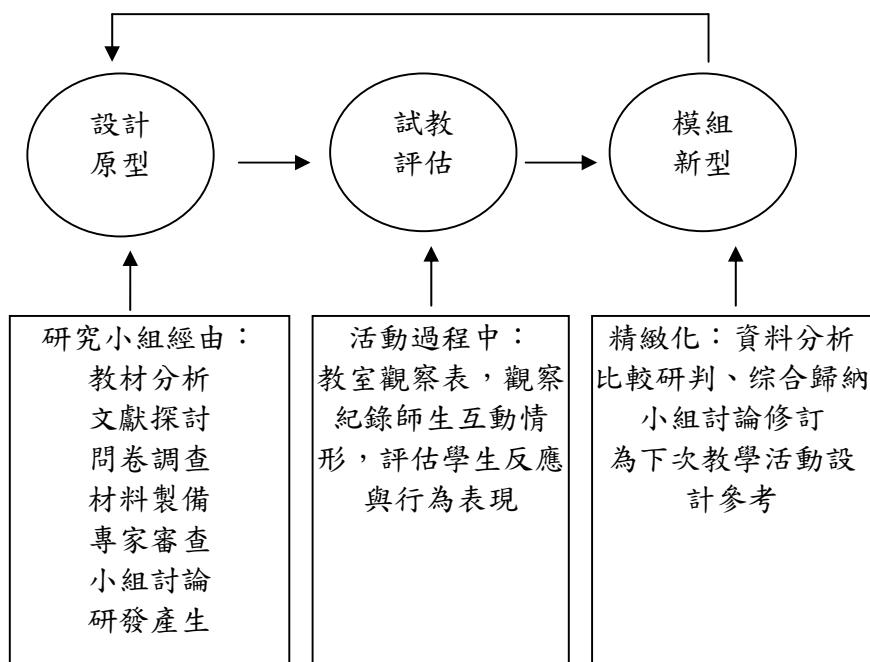 設計
原型
試教
評估
模組
新型
研究小組經由：
教材分析
文獻探討
問卷調查
材料製備
專家審查
小組討論
研發產生
活動過程中：
教室觀察表，觀察
紀錄師生互動情
形，評估學生反應
與行為表現
精緻化：資料分析
比較研判、综合歸納
小組討論修訂
為下次教學活動設
計參考